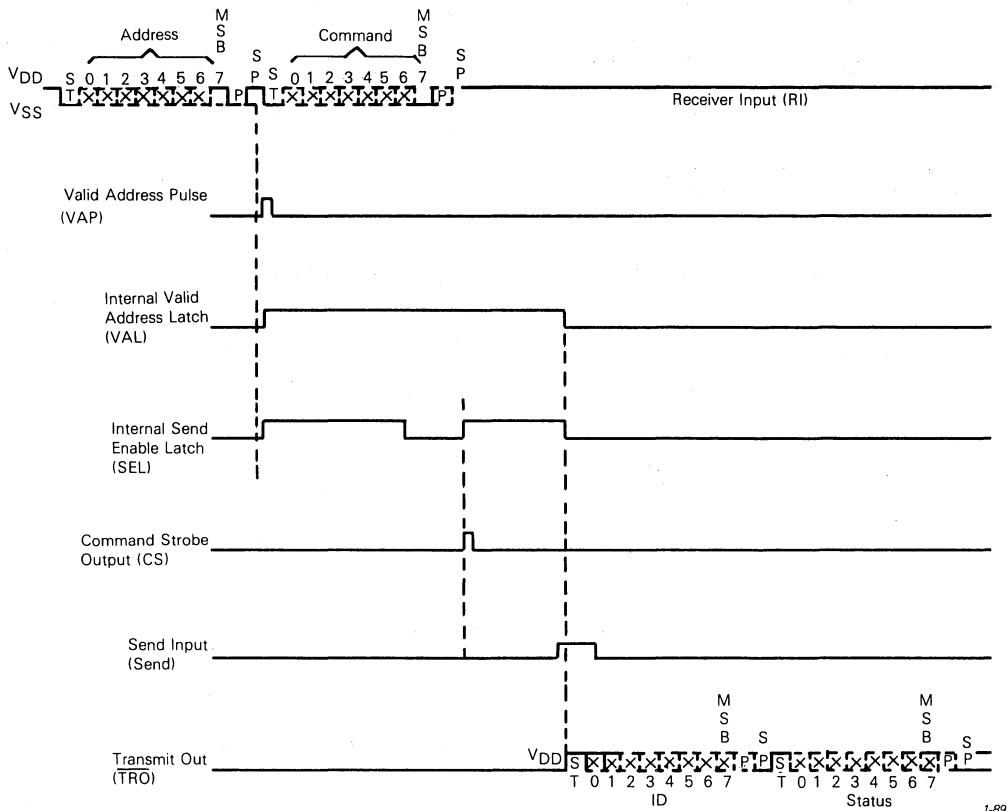 Address M S B Command M S B
VDD S T 0 1 2 3 4 5 6 7 P S P S T 0 1 2 3 4 5 6 7 P S P
VSS
Receiver Input (RI)
Valid Address Pulse
(VAP)
Internal Valid
Address Latch
(VAL)
Internal Send
Enable Latch
(SEL)
Command Strobe
Output (CS)
Send Input
(Send)
M S B M S B
Transmit Out
(TRO)
VDD S T 0 1 2 3 4 5 6 7 P S P S T 0 1 2 3 4 5 6 7 P S P
ID Status
1-89